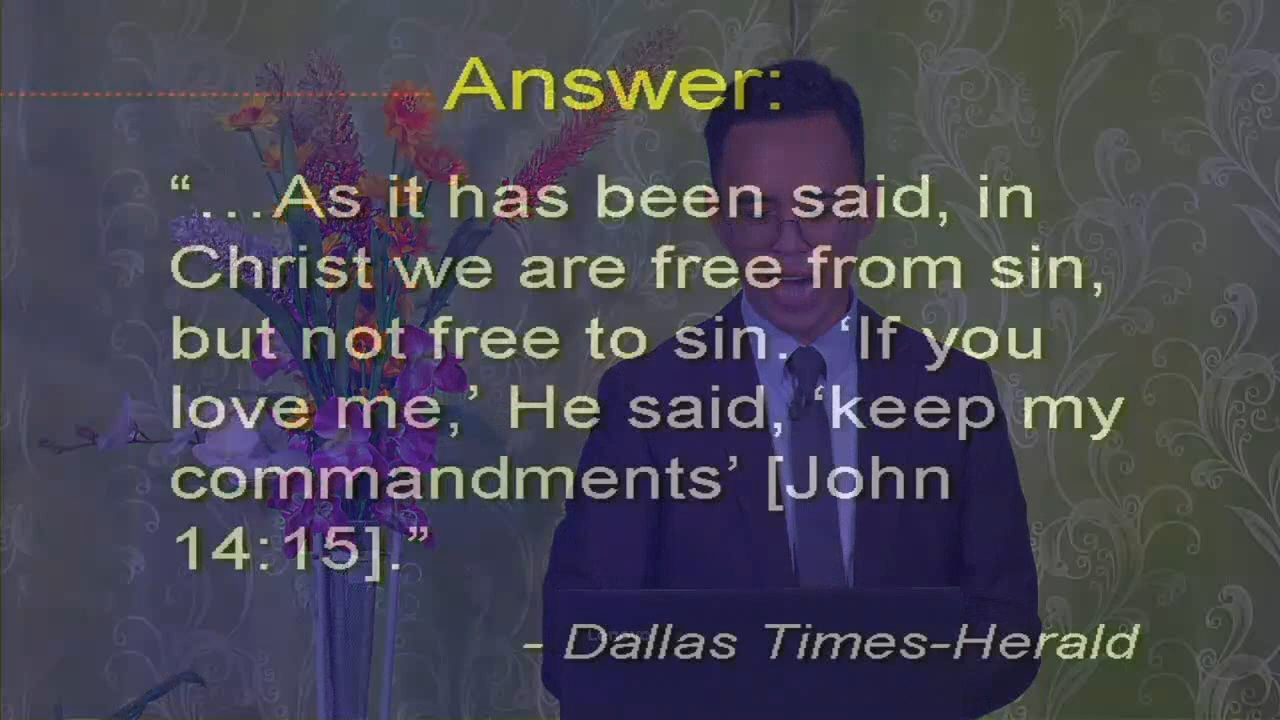 Answer:
“…As it has been said, in
Christ we are free from sin,
but not free to sin. ‘If you
love me,’ He said, ‘keep my
commandments’ [John
14:15].”
- Dallas Times-Herald